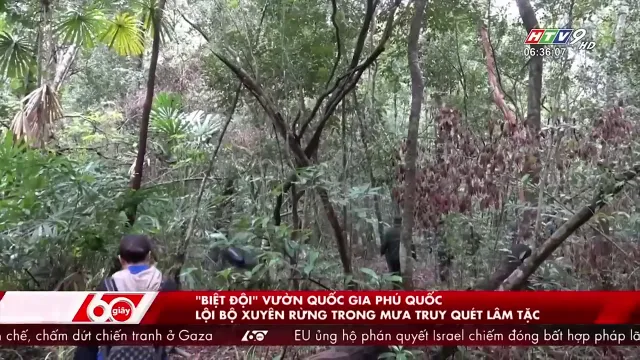 HTV9 HD
06:36:07
60 giây
"BIỆT ĐỘI" VƯỜN QUỐC GIA PHÚ QUỐC
LỘI BỘ XUYÊN RỪNG TRONG MƯA TRUY QUÉT LÂM TẶC
chế, chấm dứt chiến tranh ở Gaza
EU ủng hộ phán quyết Israel chiếm đóng bất hợp pháp